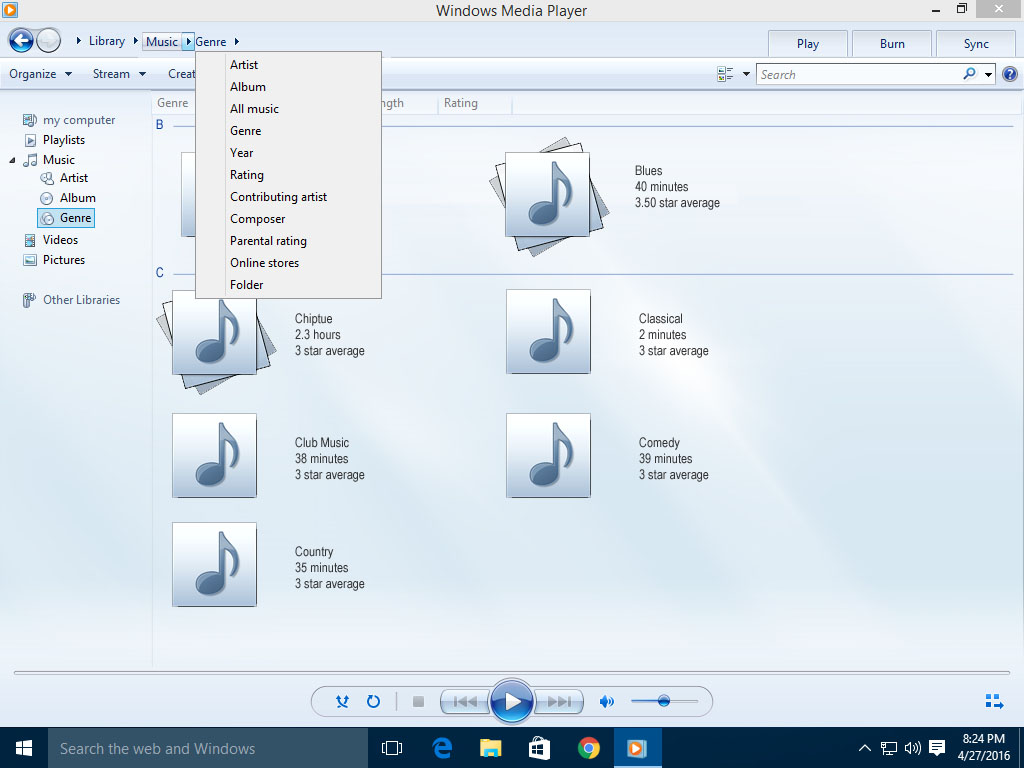 Windows Media Player
Library Music Genre
Play Burn Sync
Organize Stream Creat
Search
Artist
Album
All music
Genre
Year
Rating
Contributing artist
Composer
Parental rating
Online stores
Folder
my computer
Playlists
Music
Artist
Album
Genre
Videos
Pictures
Other Libraries
Genre ngth Rating
B
Blues
40 minutes
3.50 star average
C
Chiptue
2.3 hours
3 star average
Classical
2 minutes
3 star average
Club Music
38 minutes
3 star average
Comedy
39 minutes
3 star average
Country
35 minutes
3 star average
Search the web and Windows
8:24 PM
4/27/2016